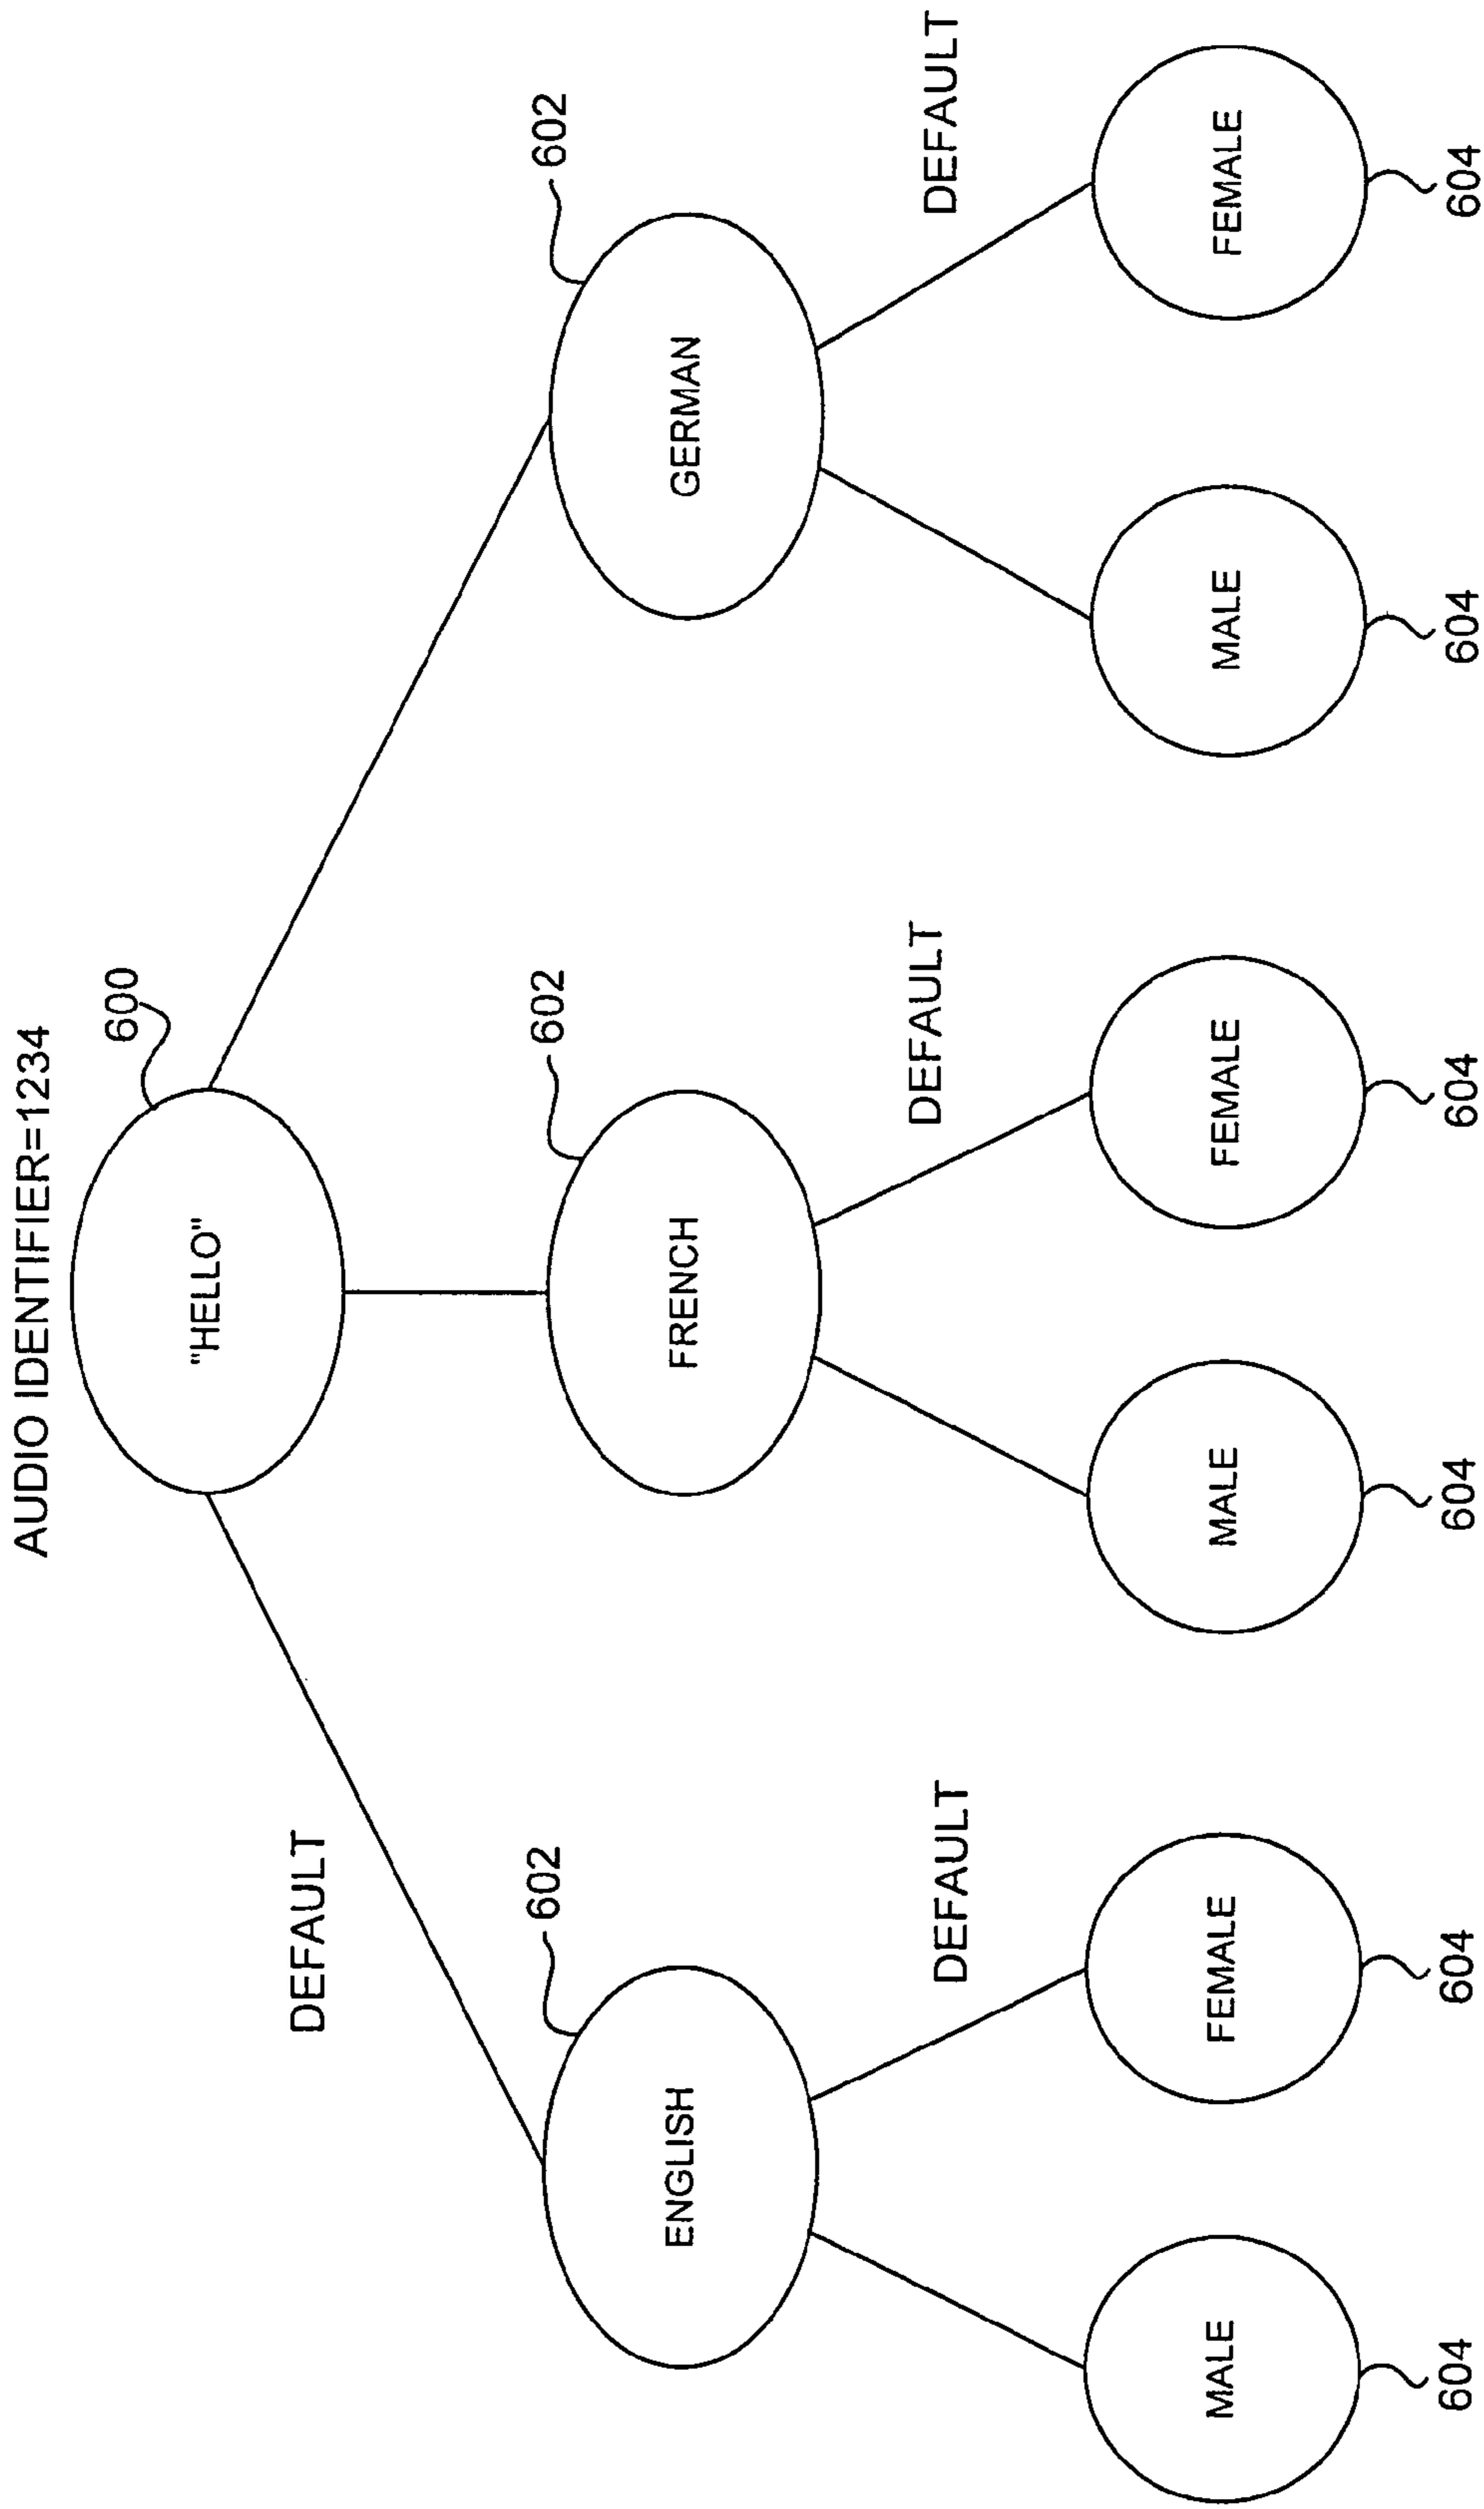 AUDIO IDENTIFIER=1234
600
"HELLO"
DEFAULT
602
602
602
ENGLISH
FRENCH
GERMAN
DEFAULT
DEFAULT
DEFAULT
MALE
FEMALE
MALE
FEMALE
MALE
FEMALE
604
604
604
604
604
604